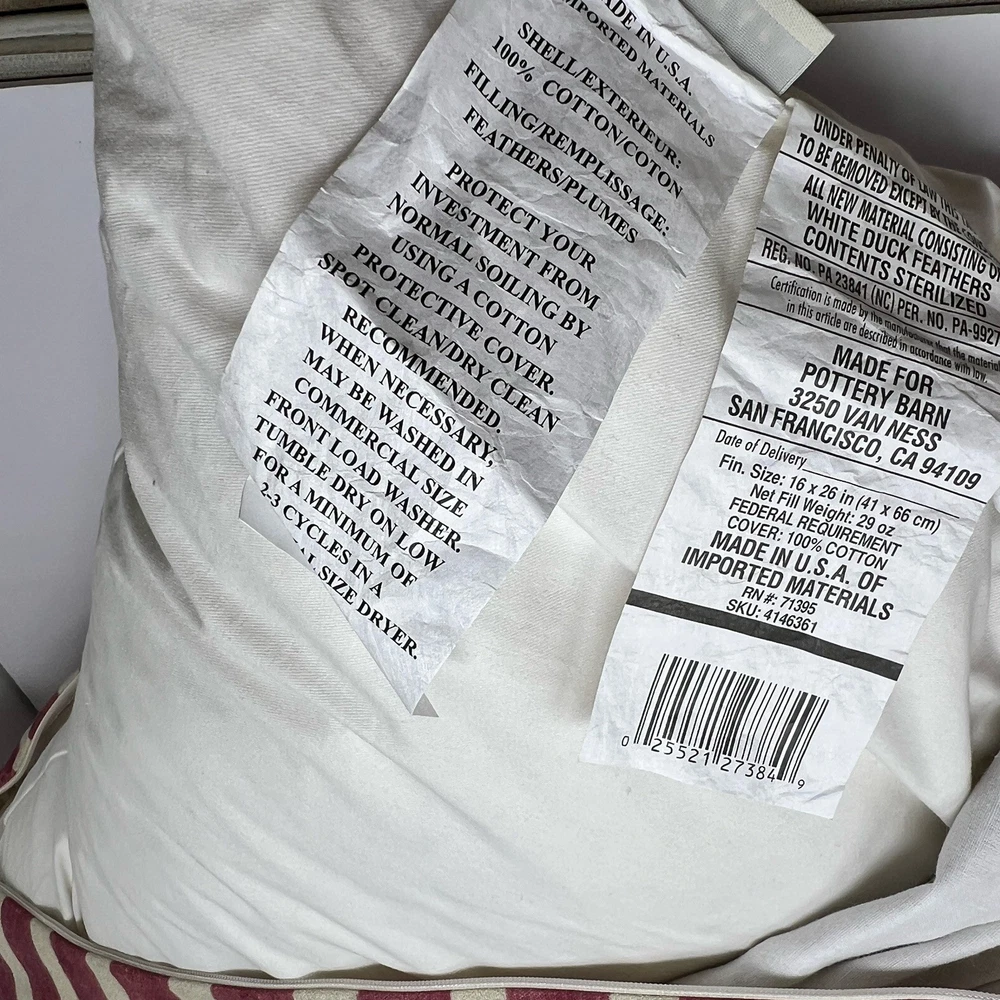 MADE IN U.S.A.
IMPORTED MATERIALS
SHELL/EXTERIEUR:
100% COTTON/COTON
FILLING/REMPLISSAGE:
FEATHERS/PLUMES
PROTECT YOUR
INVESTMENT FROM
NORMAL SOILING BY
USING A COTTON
PROTECTIVE COVER.
SPOT CLEAN/DRY CLEAN
RECOMMENDED.
WHEN NECESSARY,
MAY BE WASHED IN
COMMERCIAL SIZE
FRONT LOAD WASHER.
TUMBLE DRY ON LOW
FOR A MINIMUM OF
2-3 CYCLES IN A
AL SIZE DRYER.
UNDER PENALTY OF LAW THIS
TO BE REMOVED EXCEPT BY THE
ALL NEW MATERIAL CONSISTING O
WHITE DUCK FEATHERS
CONTENTS STERILIZED
REG. NO. PA 23841 (NC) PER. NO. PA-9927
Certification is made by the manufacturer that the material
in this article are described in accordance with law.
MADE FOR
POTTERY BARN
3250 VAN NESS
SAN FRANCISCO, CA 94109
Date of Delivery
Fin. Size: 16 x 26 in (41 x 66 cm)
Net Fill Weight: 29 oz
FEDERAL REQUIREMENT
COVER: 100% COTTON
MADE IN U.S.A. OF
IMPORTED MATERIALS
RN #: 71395
SKU: 4146361
0 25521 27384 9